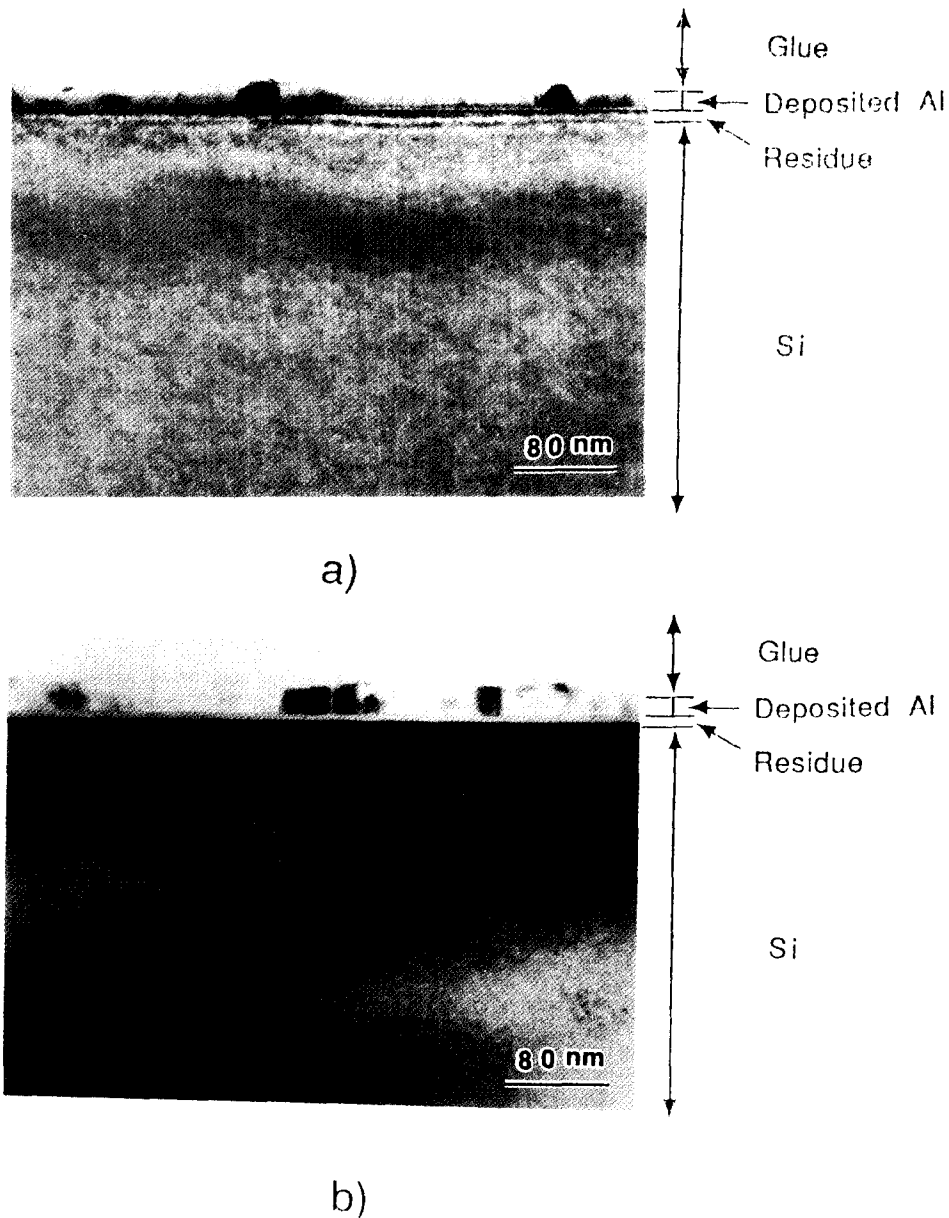 Glue
Deposited Al
Residue
Si
80 nm
a)
Glue
Deposited Al
Residue
Si
80 nm
b)